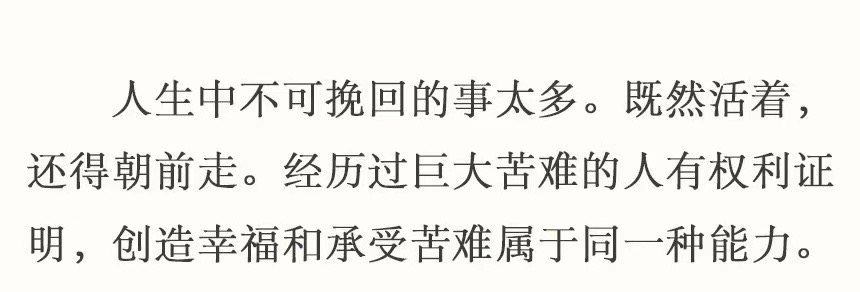 人生中不可挽回的事太多。既然活着，
还得朝前走。经历过巨大苦难的人有权利证
明，创造幸福和承受苦难属于同一种能力。